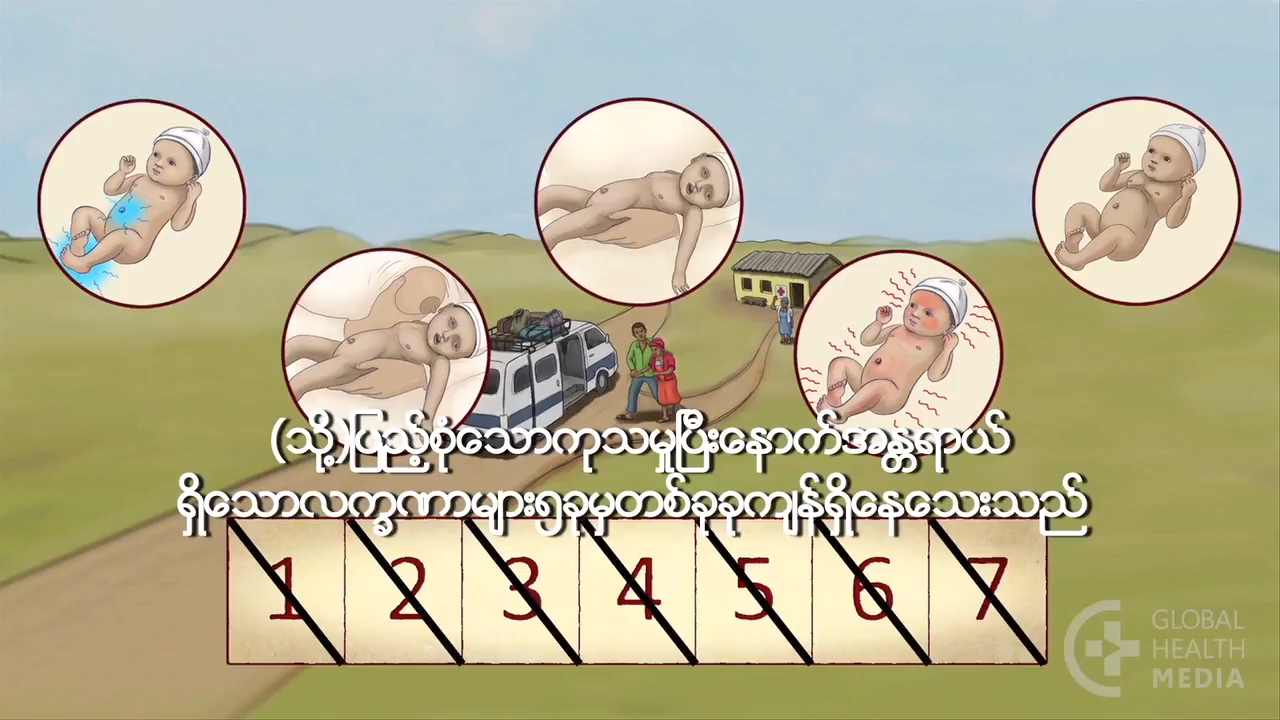 (သို့)ပြည့်စုံသောကုသမှုပြီးနောက်အန္တရာယ်
ရှိသောလက္ခဏာများ၅ခုမှတစ်ခုခုကျန်ရှိနေသေးသည်
1 2 3 4 5 6 7
GLOBAL
HEALTH
MEDIA